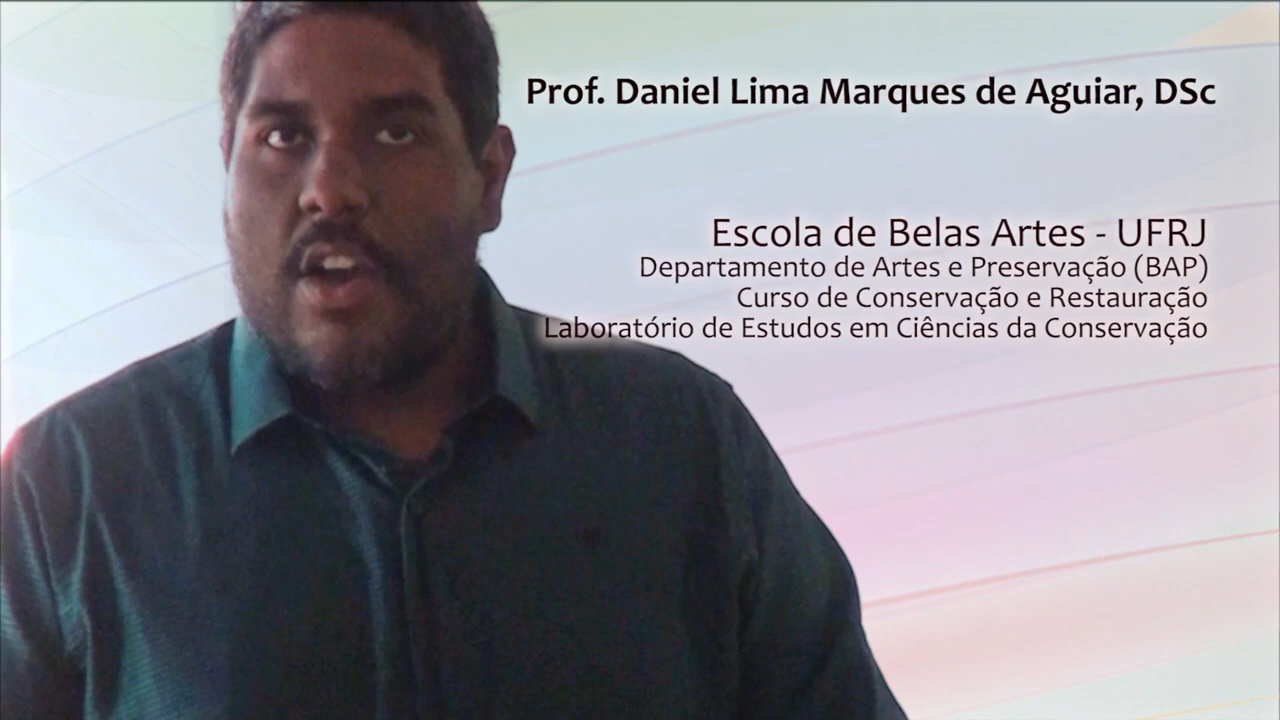 Prof. Daniel Lima Marques de Aguiar, DSc
Escola de Belas Artes - UFRJ
Departamento de Artes e Preservação (BAP)
Curso de Conservação e Restauração
Laboratório de Estudos em Ciências da Conservação